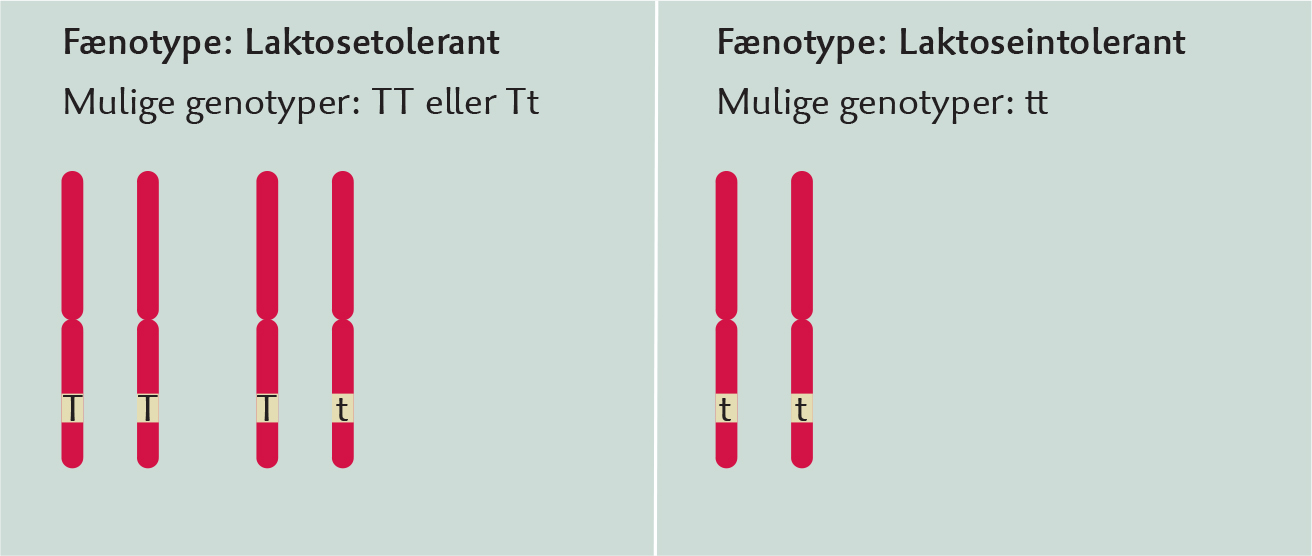 Fænotype: Laktosetolerant
Mulige genotyper: TT eller Tt
T T T t
Fænotype: Laktoseintolerant
Mulige genotyper: tt
t t